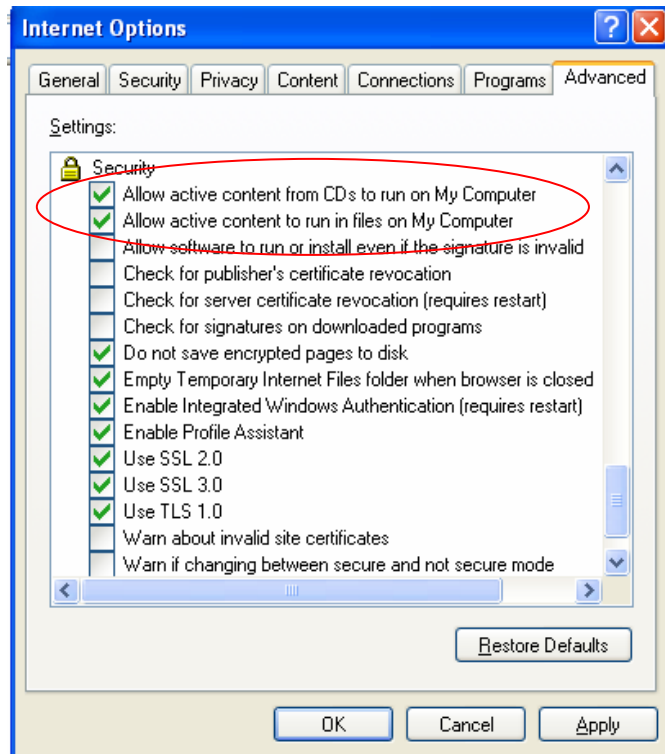 Internet Options
General Security Privacy Content Connections Programs Advanced
Settings:
Security
Allow active content from CDs to run on My Computer
Allow active content to run in files on My Computer
Allow software to run or install even if the signature is invalid
Check for publisher's certificate revocation
Check for server certificate revocation (requires restart)
Check for signatures on downloaded programs
Do not save encrypted pages to disk
Empty Temporary Internet Files folder when browser is closed
Enable Integrated Windows Authentication (requires restart)
Enable Profile Assistant
Use SSL 2.0
Use SSL 3.0
Use TLS 1.0
Warn about invalid site certificates
Warn if changing between secure and not secure mode
Restore Defaults
OK Cancel Apply